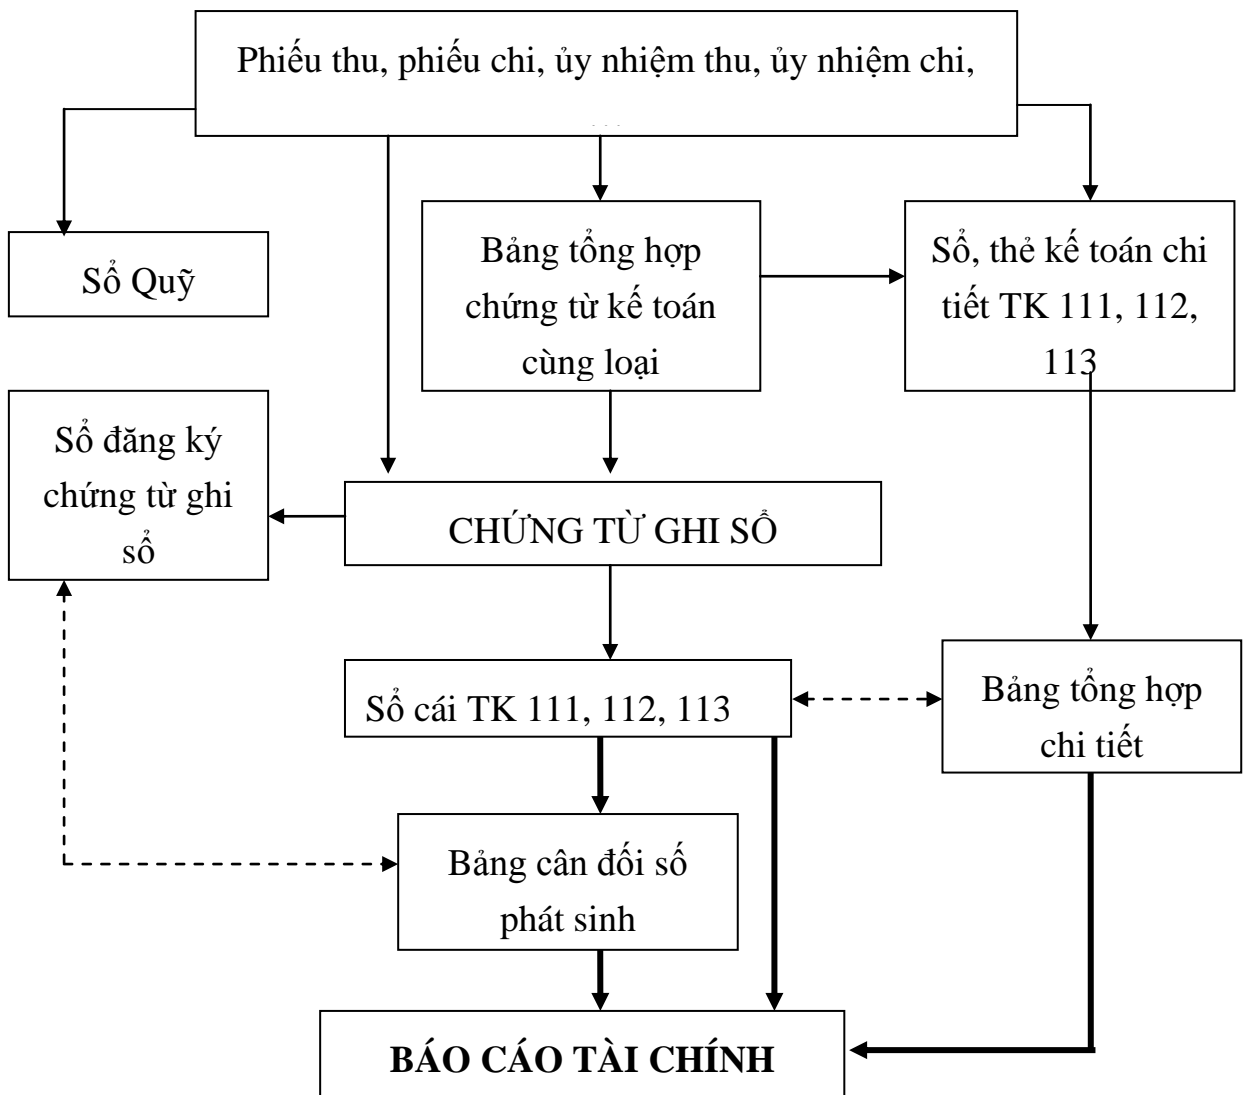 Phiếu thu, phiếu chi, ủy nhiệm thu, ủy nhiệm chi,
...
Sổ Quỹ
Bảng tổng hợp
chứng từ kế toán
cùng loại
Sổ, thẻ kế toán chi
tiết TK 111, 112,
113
Sổ đăng ký
chứng từ ghi
sổ
CHỨNG TỪ GHI SỔ
Sổ cái TK 111, 112, 113
Bảng tổng hợp
chi tiết
Bảng cân đối số
phát sinh
BÁO CÁO TÀI CHÍNH